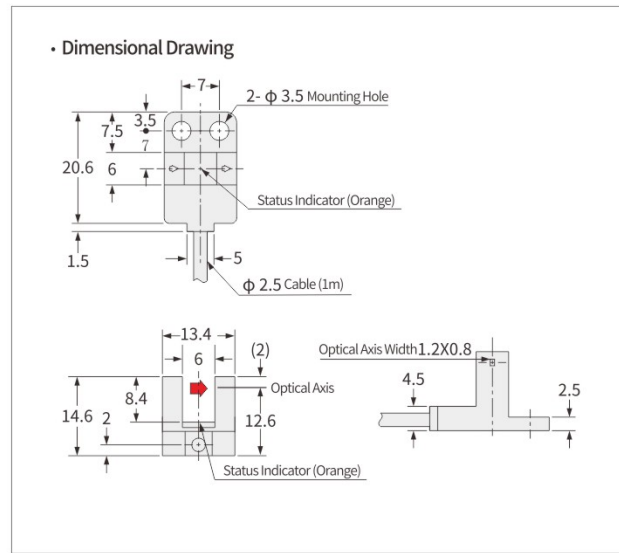 • Dimensional Drawing
7
2- ϕ 3.5 Mounting Hole
3.5
7.5
7
20.6
6
Status Indicator (Orange)
1.5
5
ϕ 2.5 Cable (1m)
13.4
6
(2)
Optical Axis Width 1.2X0.8
Optical Axis
8.4
4.5
2.5
14.6
2
12.6
Status Indicator (Orange)